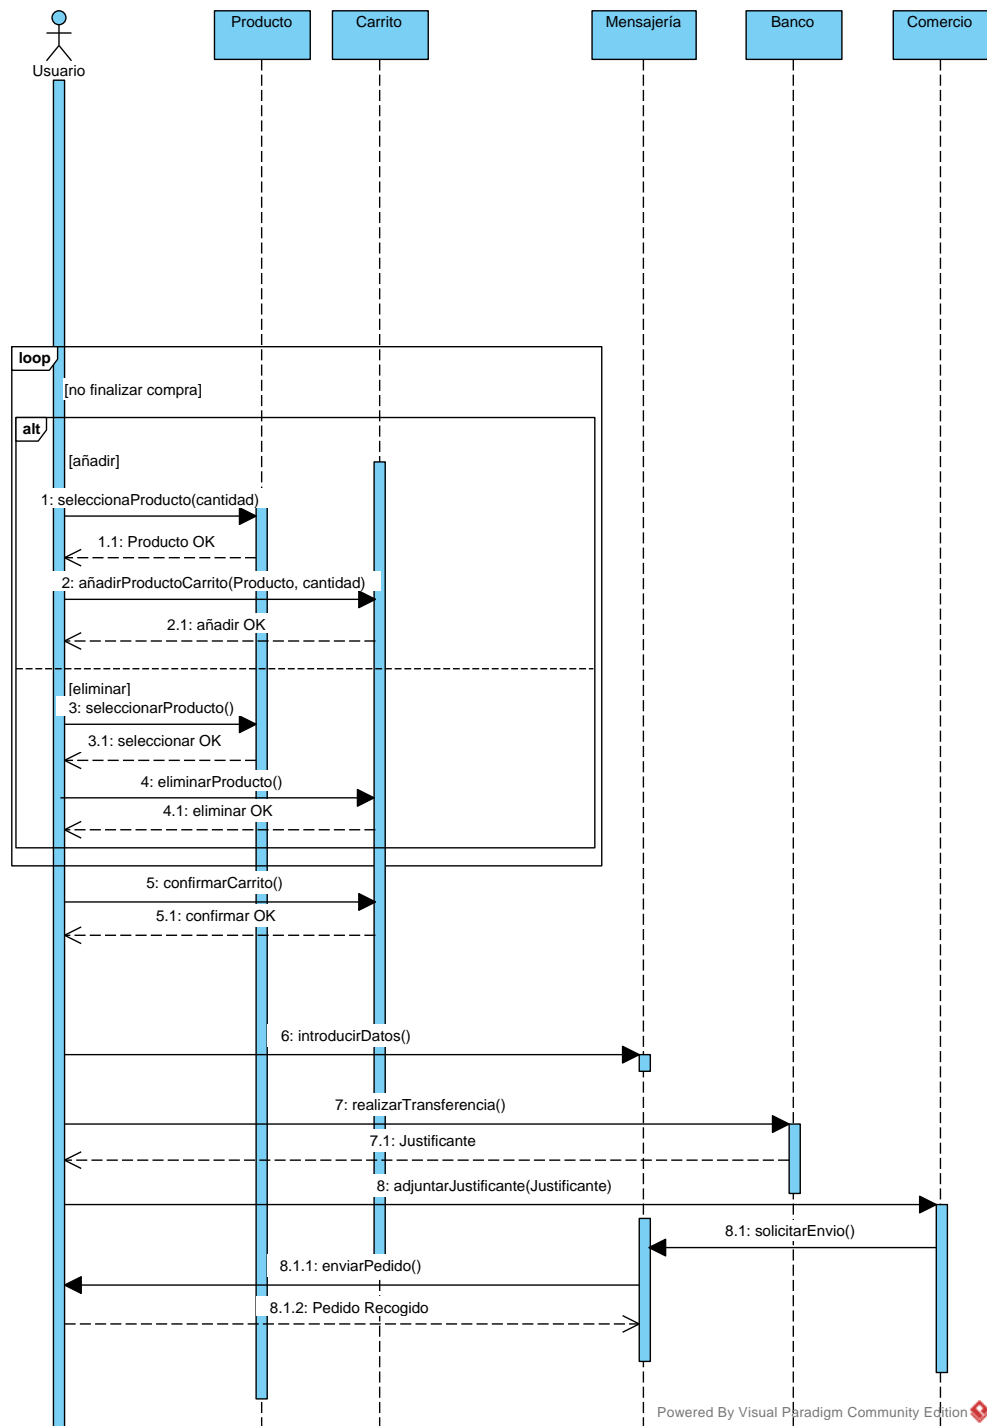 Producto
Carrito
Mensajería
Banco
Comercio
Usuario
loop
[no finalizar compra]
alt
[añadir]
1: seleccionaProducto(cantidad)
1.1: Producto OK
2: añadirProductoCarrito(Producto, cantidad)
2.1: añadir OK
[eliminar]
3: seleccionarProducto()
3.1: seleccionar OK
4: eliminarProducto()
4.1: eliminar OK
5: confirmarCarrito()
5.1: confirmar OK
6: introducirDatos()
7: realizarTransferencia()
7.1: Justificante
8: adjuntarJustificante(Justificante)
8.1: solicitarEnvio()
8.1.1: enviarPedido()
8.1.2: Pedido Recogido
Powered By Visual Paradigm Community Edition